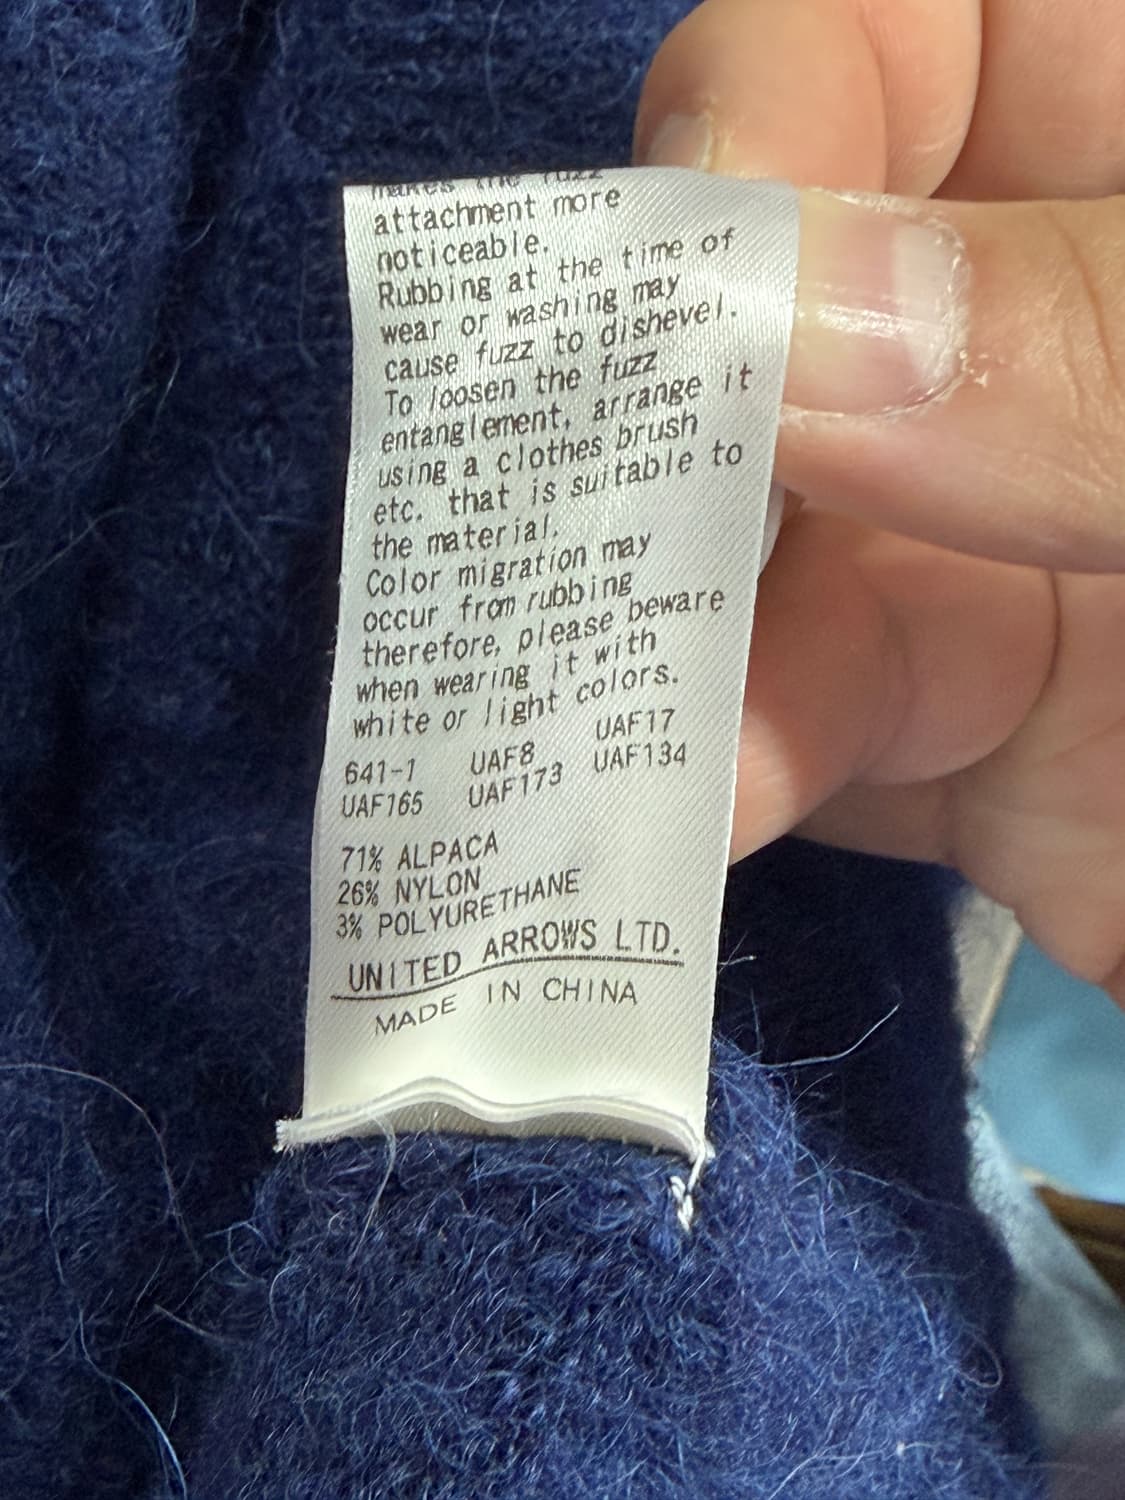 makes the fuzz
attachment more
noticeable.
Rubbing at the time of
wear or washing may
cause fuzz to dishevel.
To loosen the fuzz
entanglement, arrange it
using a clothes brush
etc. that is suitable to
the material.
Color migration may
occur from rubbing
therefore, please beware
when wearing it with
white or light colors.
641-1 UAF8 UAF17
UAF165 UAF173 UAF134
71% ALPACA
26% NYLON
3% POLYURETHANE
UNITED ARROWS LTD.
MADE IN CHINA